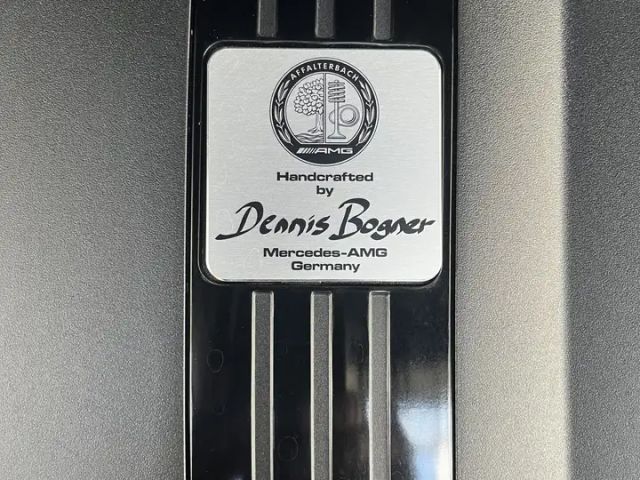 AFFALTERBACH
AMG
Handcrafted
by
Dennis Bogner
Mercedes-AMG
Germany